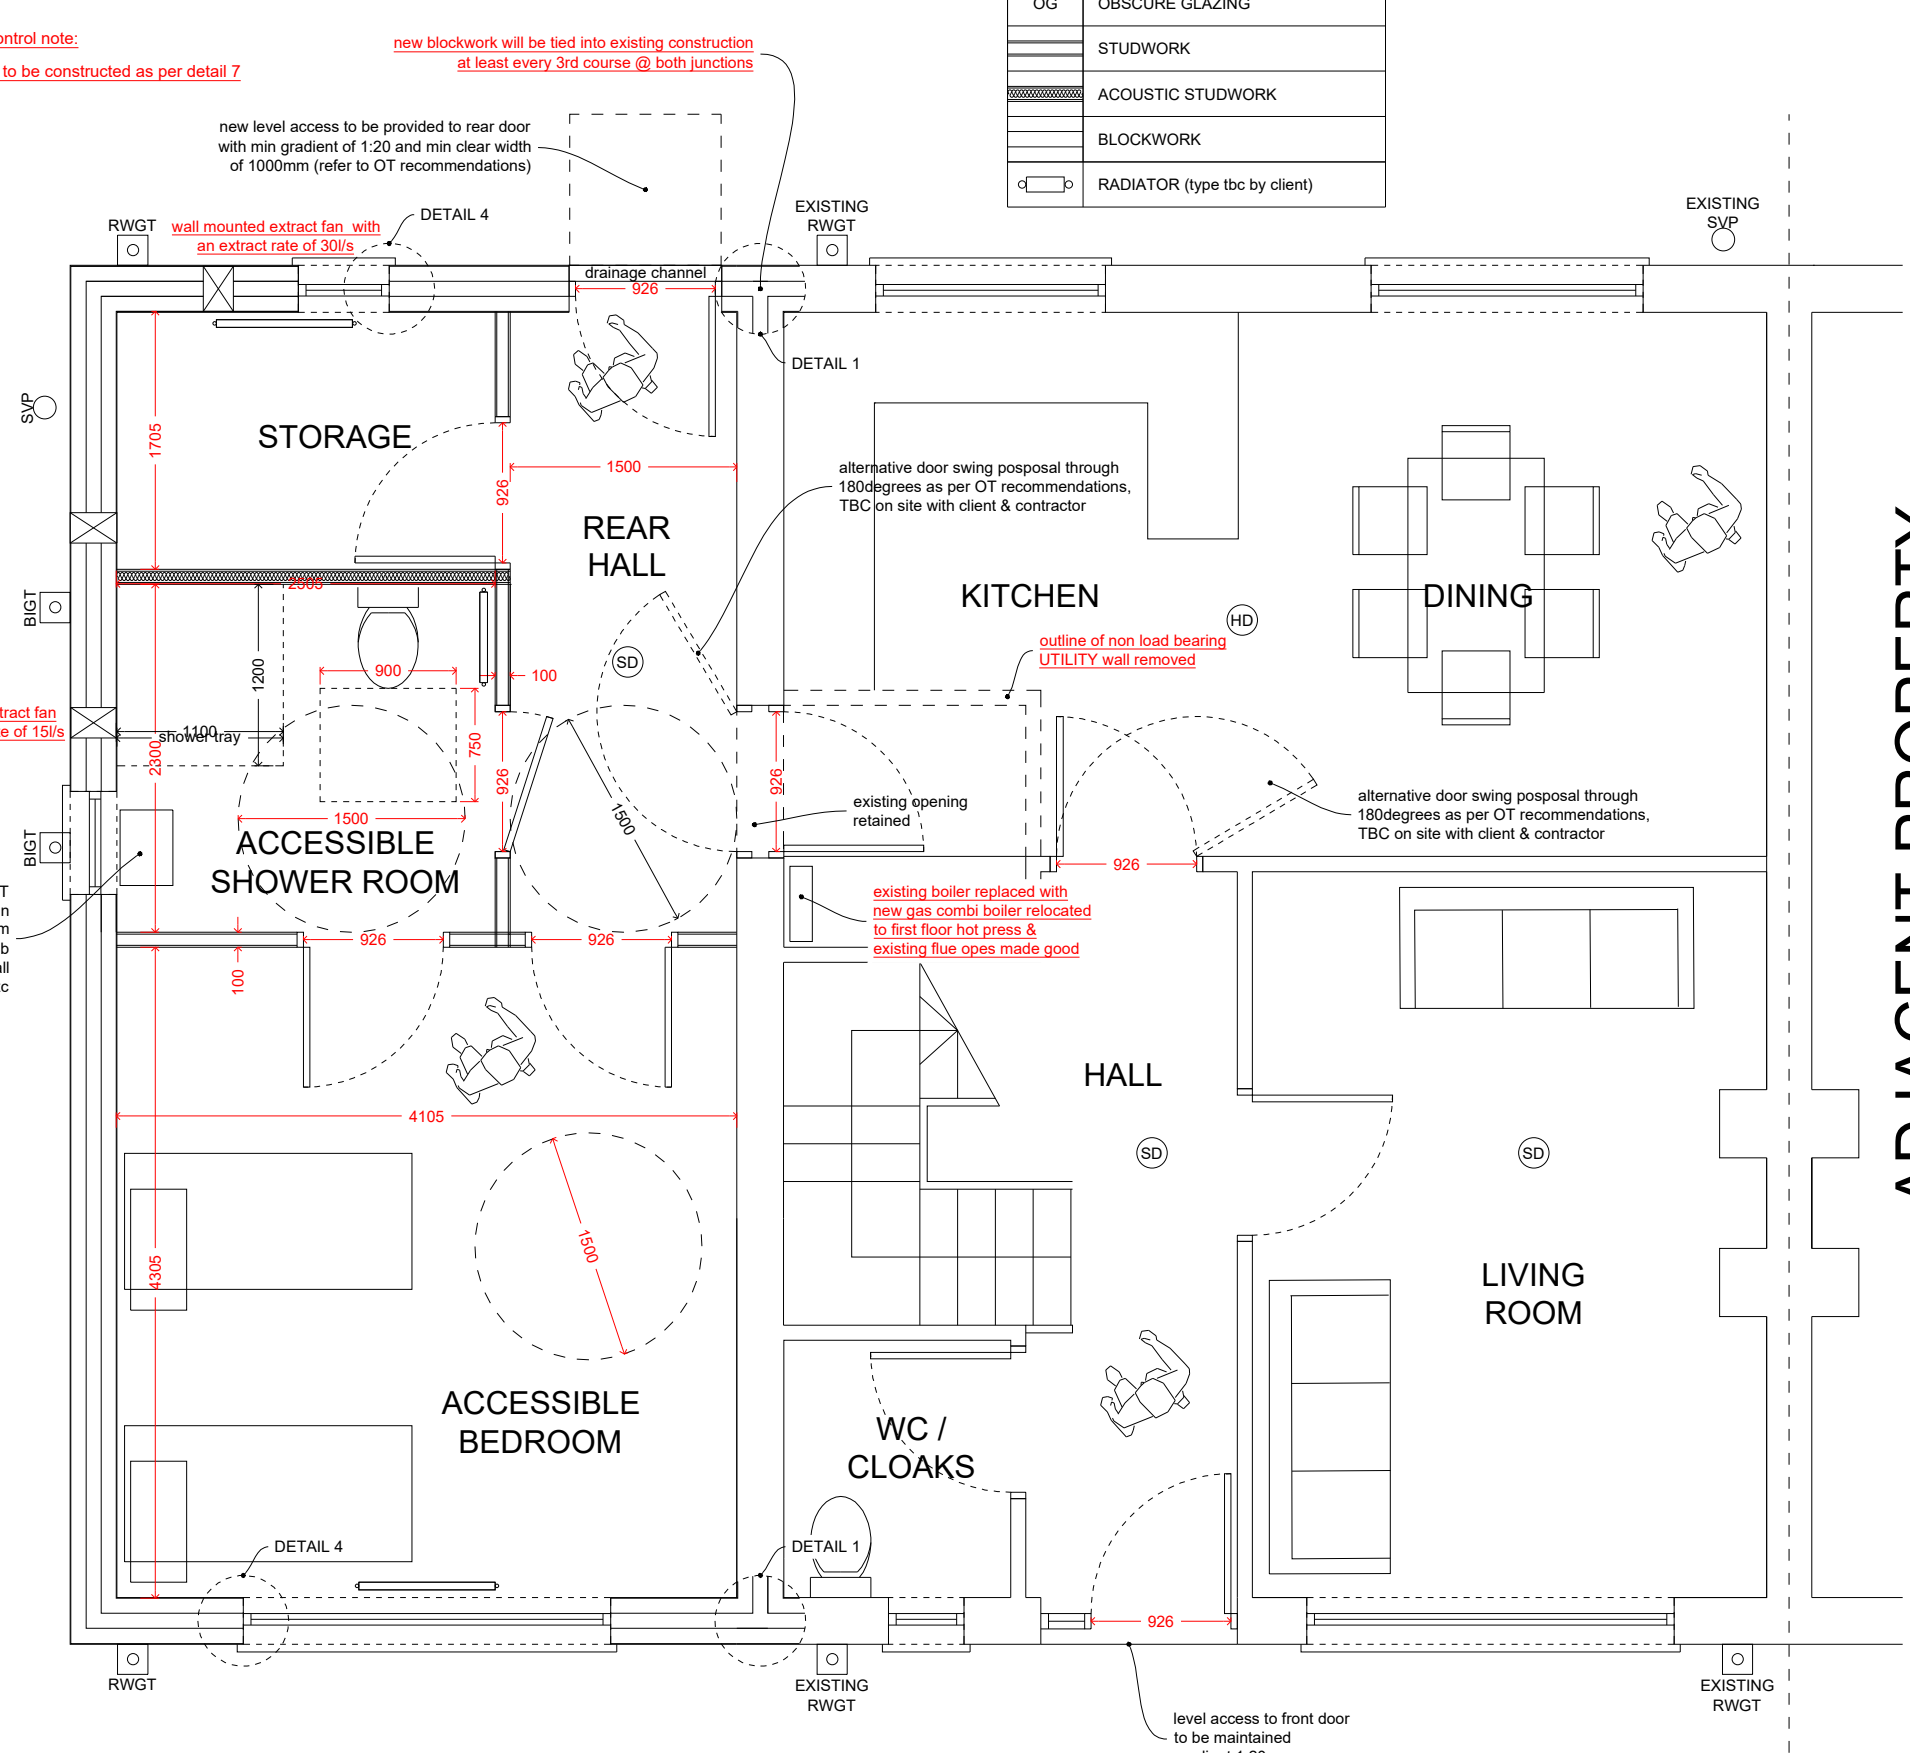 OG
OBSCURE GLAZING
STUDWORK
ACOUSTIC STUDWORK
BLOCKWORK
RADIATOR (type tbc by client)
ontrol note:
to be constructed as per detail 7
new blockwork will be tied into existing construction
at least every 3rd course @ both junctions
new level access to be provided to rear door
with min gradient of 1:20 and min clear width
of 1000mm (refer to OT recommendations)
RWGT
wall mounted extract fan with
an extract rate of 30l/s
DETAIL 4
EXISTING
RWGT
EXISTING
SVP
drainage channel
926
DETAIL 1
SVP
1705
STORAGE
926
1500
REAR
HALL
alternative door swing posposal through
180degrees as per OT recommendations,
TBC on site with client & contractor
KITCHEN
HD
DINING
outline of non load bearing
UTILITY wall removed
ADJACENT PROPERTY
2505
BIGT
1200
900
100
SD
tract fan
e of 15l/s
1100
shower tray
2300
750
926
1500
1500
926
existing opening
retained
alternative door swing posposal through
180degrees as per OT recommendations,
TBC on site with client & contractor
BIGT
ACCESSIBLE
SHOWER ROOM
926
T
n
m
b
all
tc
existing boiler replaced with
new gas combi boiler relocated
to first floor hot press &
existing flue opes made good
926
926
100
4105
HALL
SD
SD
1500
4305
LIVING
ROOM
ACCESSIBLE
BEDROOM
WC /
CLOAKS
DETAIL 4
DETAIL 1
926
RWGT
EXISTING
RWGT
EXISTING
RWGT
level access to front door
to be maintained